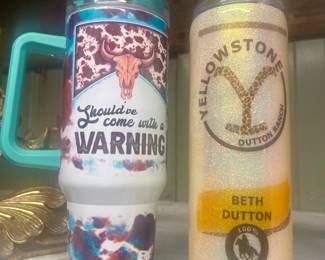 Should've
come with a
WARNING
YELLOWSTONE
Y
DUTTON RANCH
BETH
DUTTON